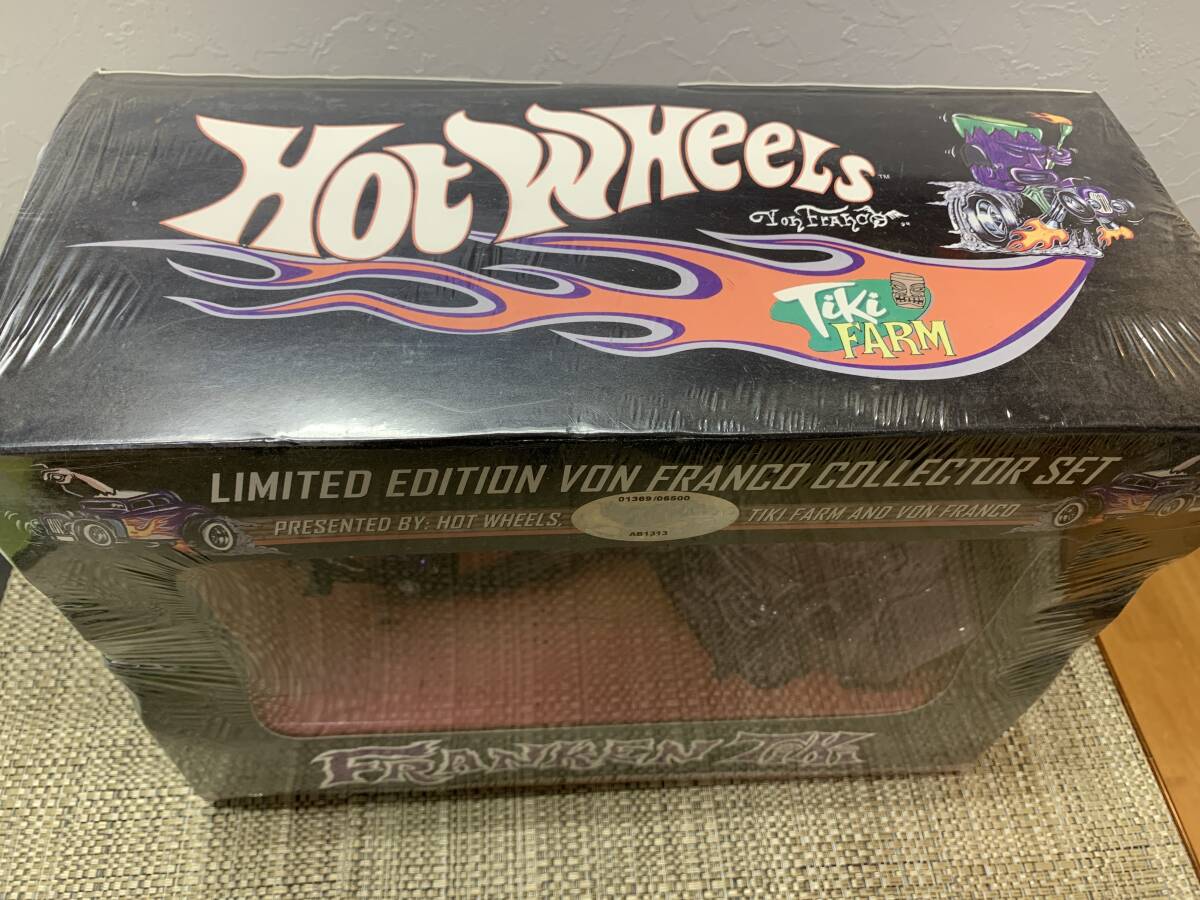 Hot Wheels™
Von Franco
Tiki
FARM
LIMITED EDITION VON FRANCO COLLECTOR SET
PRESENTED BY: HOT WHEELS, TIKI FARM AND VON FRANCO
01369/06500
AB1313
FRANKEN TIKI